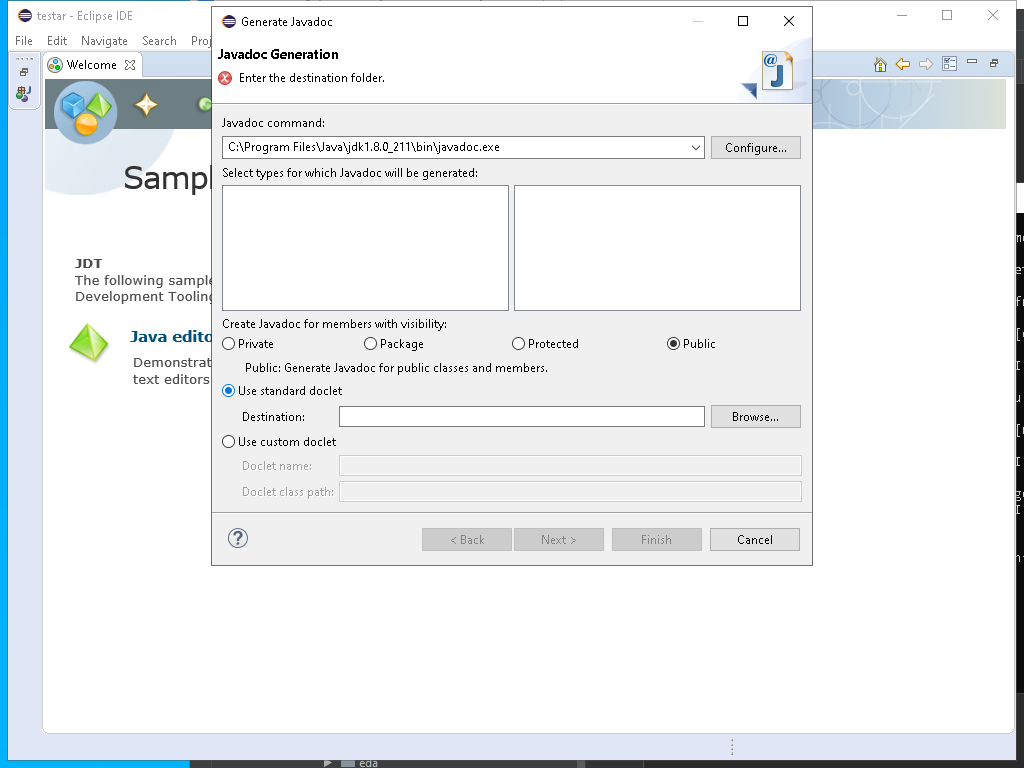 testar - Eclipse IDE
Generate Javadoc
File Edit Navigate Search Proj
Javadoc Generation
Enter the destination folder.
Welcome
Javadoc command:
C:\Program Files\Java\jdk1.8.0_211\bin\javadoc.exe
Configure...
Select types for which Javadoc will be generated:
Sampl
JDT
The following sample
Development Tooling
Create Javadoc for members with visibility:
Private Package Protected Public
Java edito
Demonstrat
text editors
Public: Generate Javadoc for public classes and members.
Use standard doclet
Destination: Browse...
Use custom doclet
Doclet name:
Doclet class path:
? < Back Next > Finish Cancel
eda